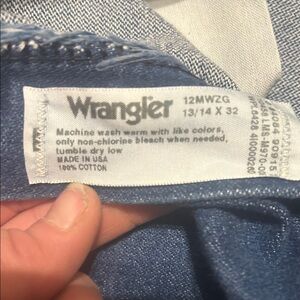 Wrangler
12MWZG
13/14 X 32
Machine wash warm with like colors,
only non-chlorine bleach when needed,
tumble dry low
MADE IN USA
100% COTTON